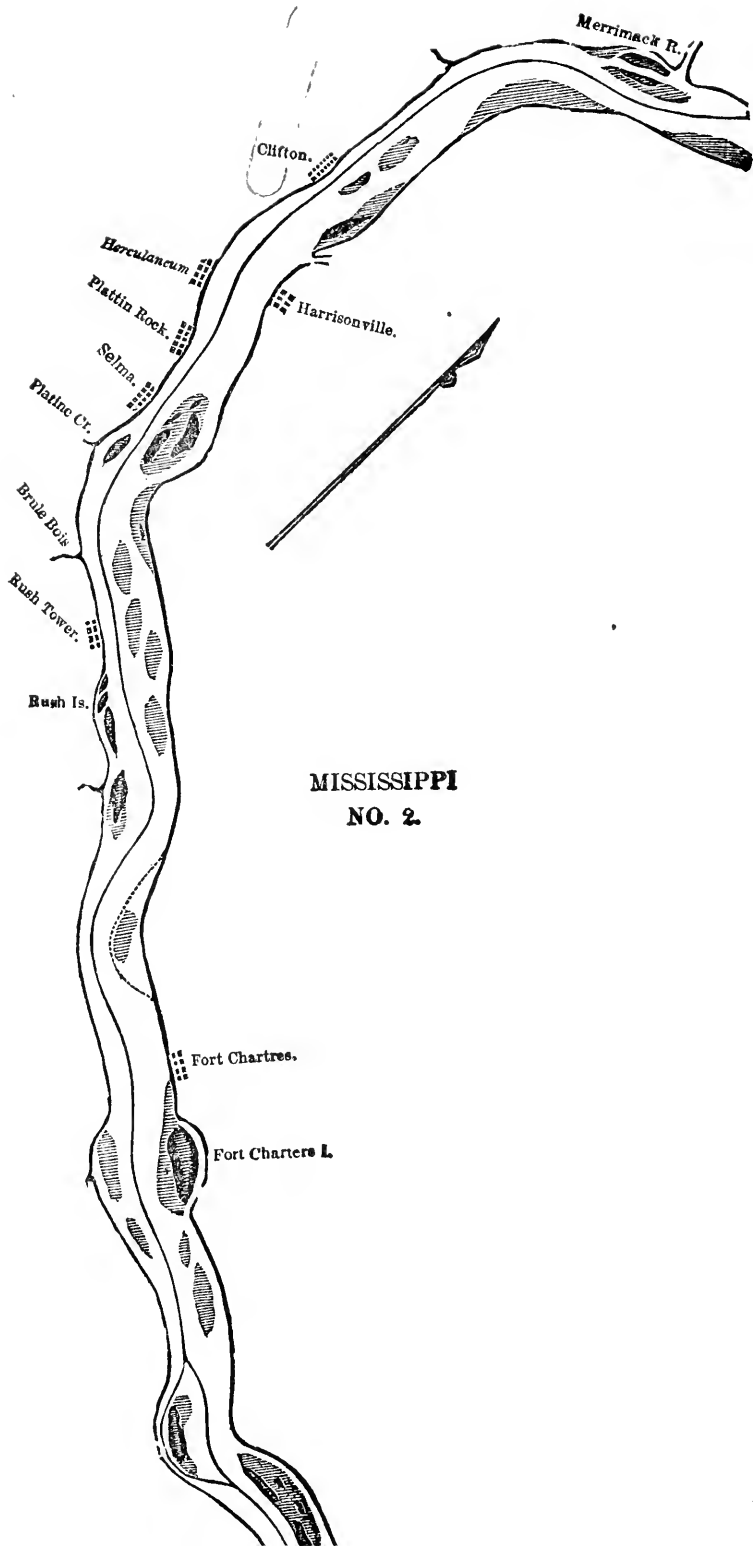 Merrimack R.
Clifton.
Herculaneum
Plattin Rock.
Harrisonville.
Selma.
Platine Cr.
Brule Bois
Rush Tower.
Rush Is.
MISSISSIPPI
NO. 2.
Fort Chartres.
Fort Charters I.